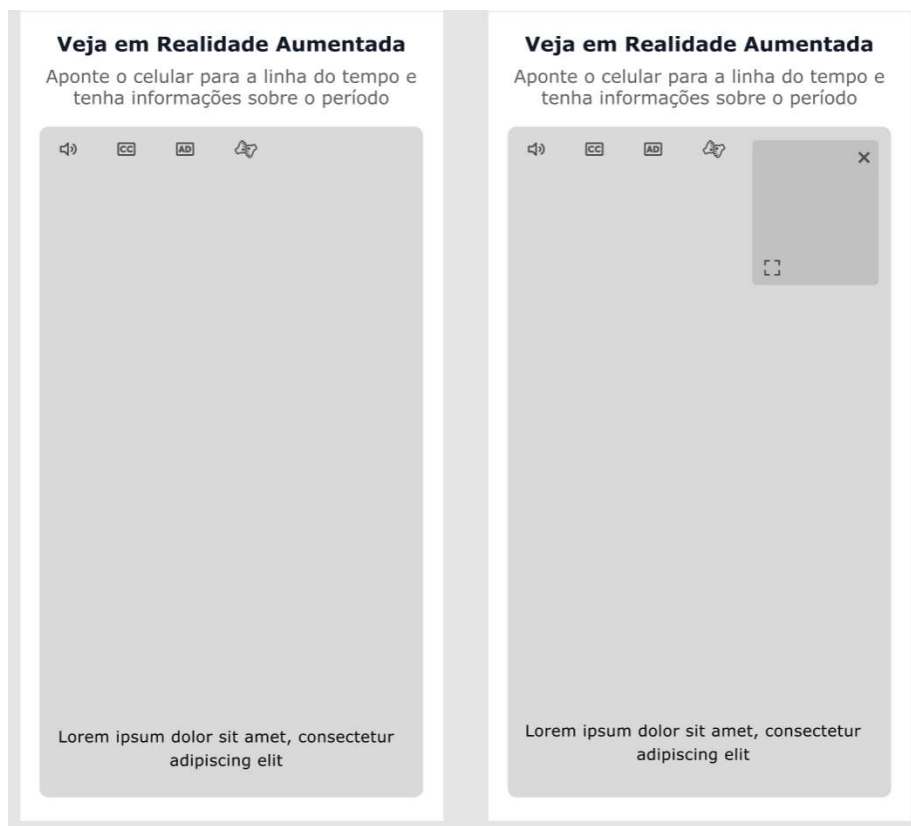 Veja em Realidade Aumentada
Aponte o celular para a linha do tempo e
tenha informações sobre o período
CC
AD
Lorem ipsum dolor sit amet, consectetur
adipiscing elit
Veja em Realidade Aumentada
Aponte o celular para a linha do tempo e
tenha informações sobre o período
CC
AD
Lorem ipsum dolor sit amet, consectetur
adipiscing elit